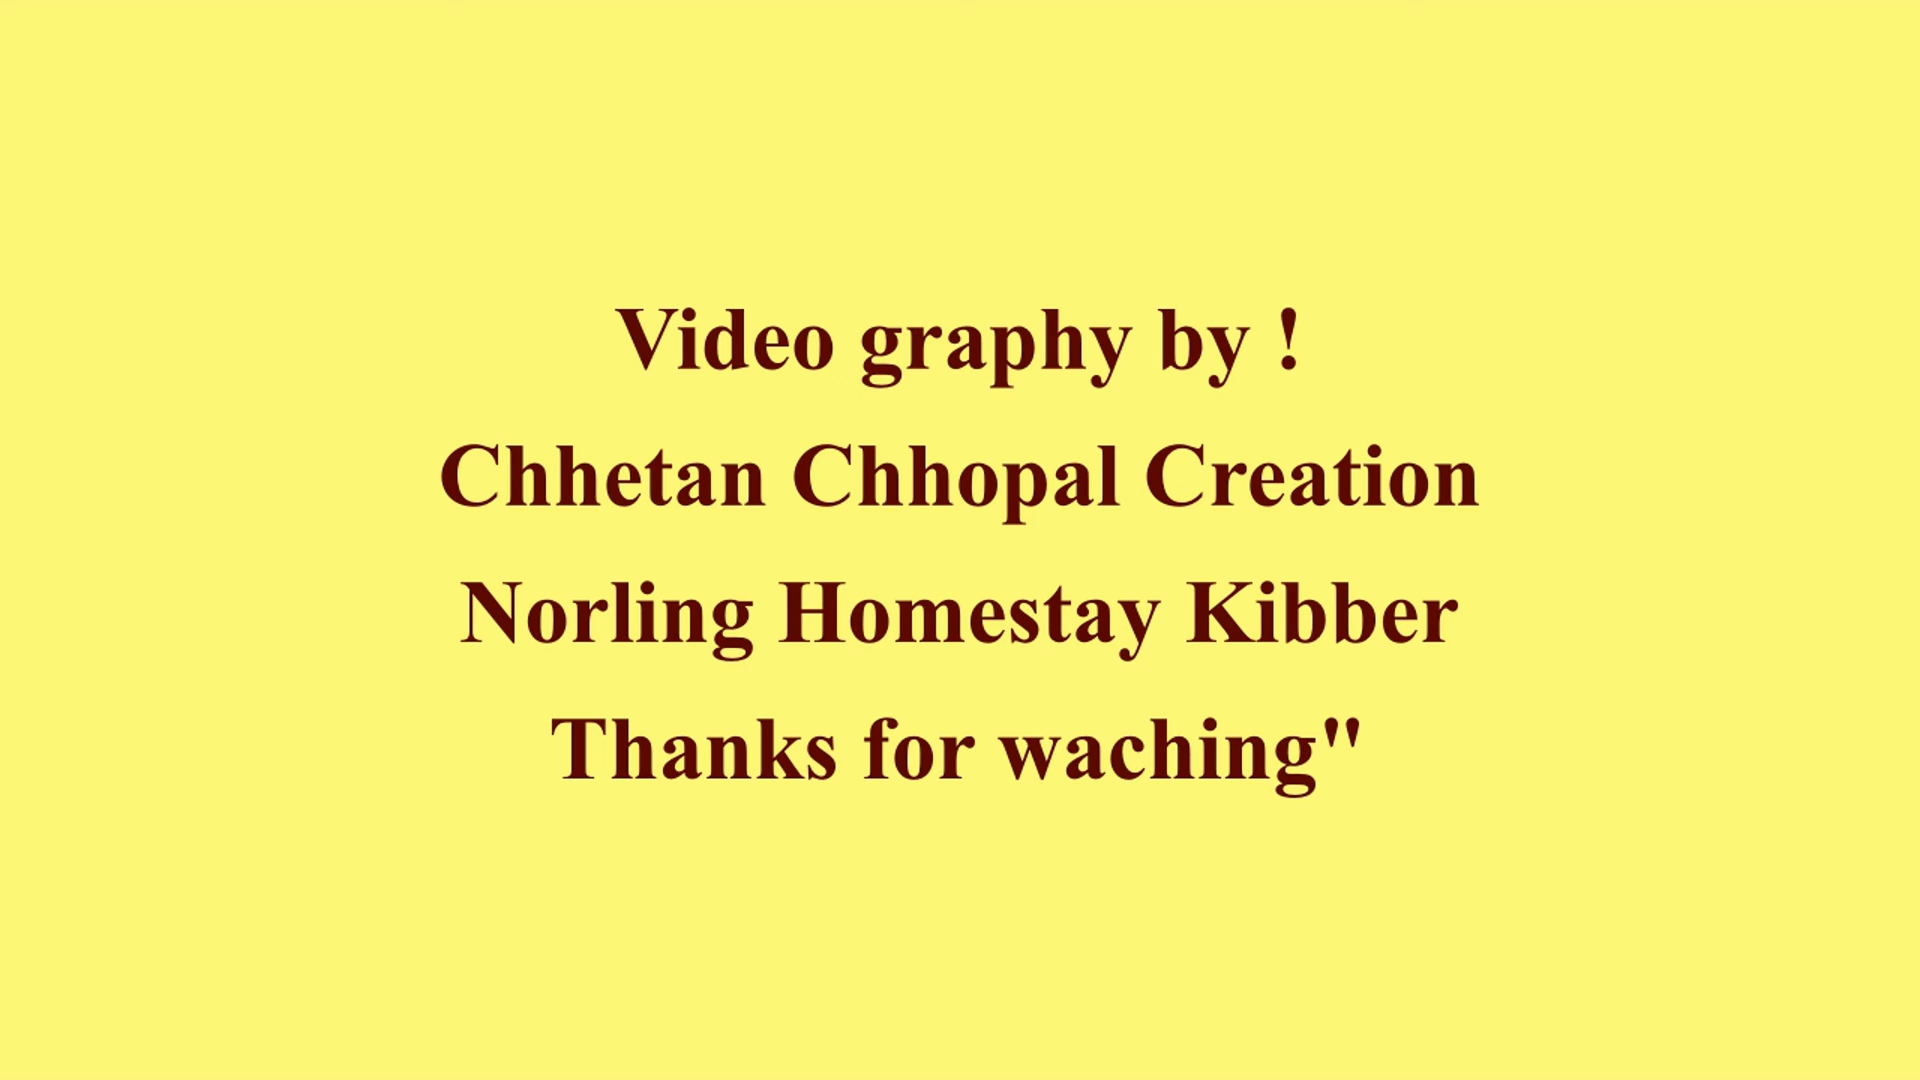 Video graphy by !
Chhetan Chhopal Creation
Norling Homestay Kibber
Thanks for waching"